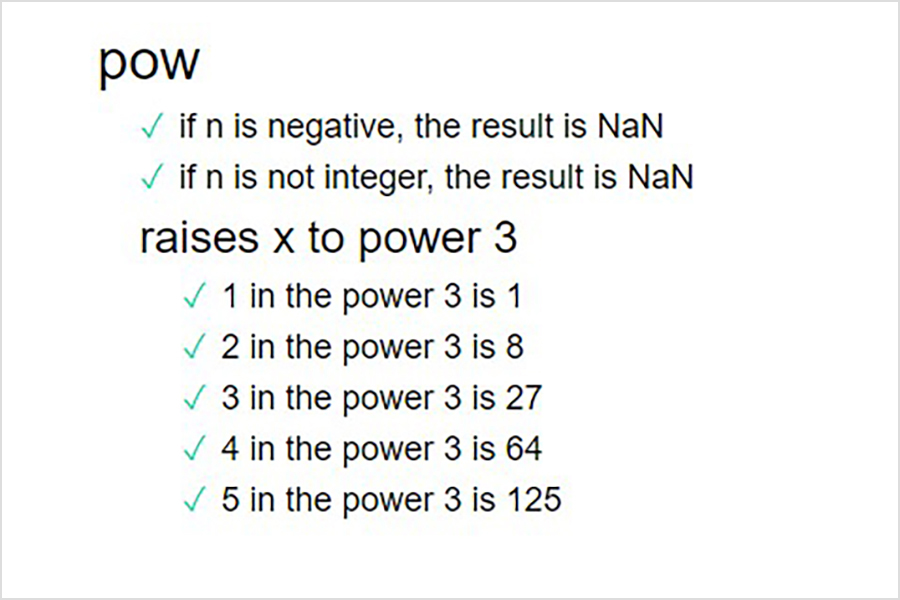 pow
✓ if n is negative, the result is NaN
✓ if n is not integer, the result is NaN
raises x to power 3
✓ 1 in the power 3 is 1
✓ 2 in the power 3 is 8
✓ 3 in the power 3 is 27
✓ 4 in the power 3 is 64
✓ 5 in the power 3 is 125